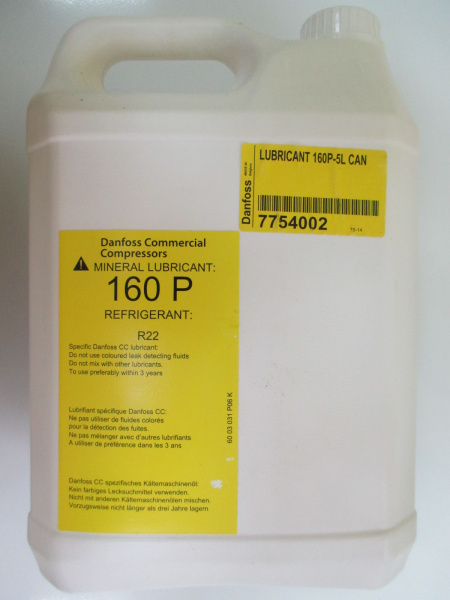 LUBRICANT 160P-5L CAN
Danfoss
7754002
Danfoss Commercial
Compressors
MINERAL LUBRICANT:
160 P
REFRIGERANT:
R22
Specific Danfoss CC lubricant:
Do not use coloured leak detecting fluids
Do not mix with other lubricants.
To use preferably within 3 years
Lubrifiant spécifique Danfoss CC:
Ne pas utiliser de fluides colorés
pour la détection des fuites.
Ne pas mélanger avec d'autres lubrifiants
A utiliser de préférence dans les 3 ans
Danfoss CC spezifisches Kältemaschinenöl:
Kein farbiges Lecksuchmittel verwenden.
Nicht mit anderen Kältemaschinenölen mischen.
Vorzugsweise nicht länger als drei Jahre lagern
60 03 031 P06 K